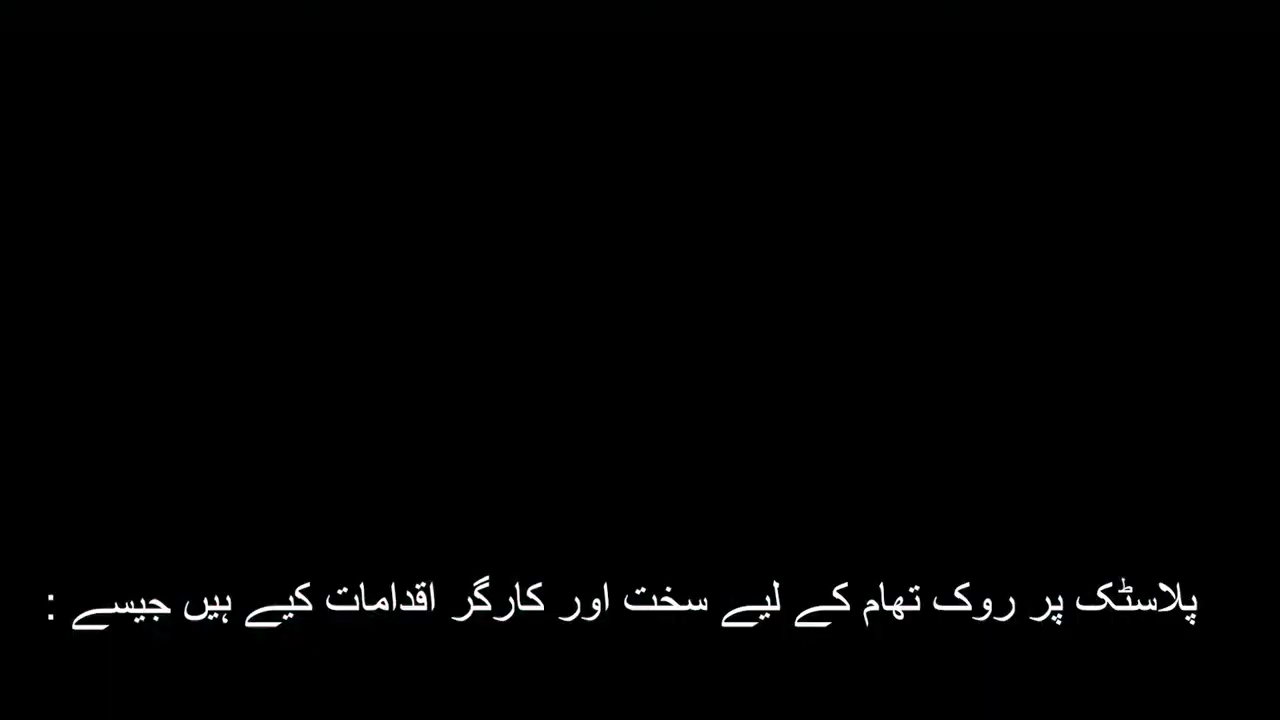 پلاسٹک پر روک تھام کے لیے سخت اور کارگر اقدامات کیے ہیں جیسے :